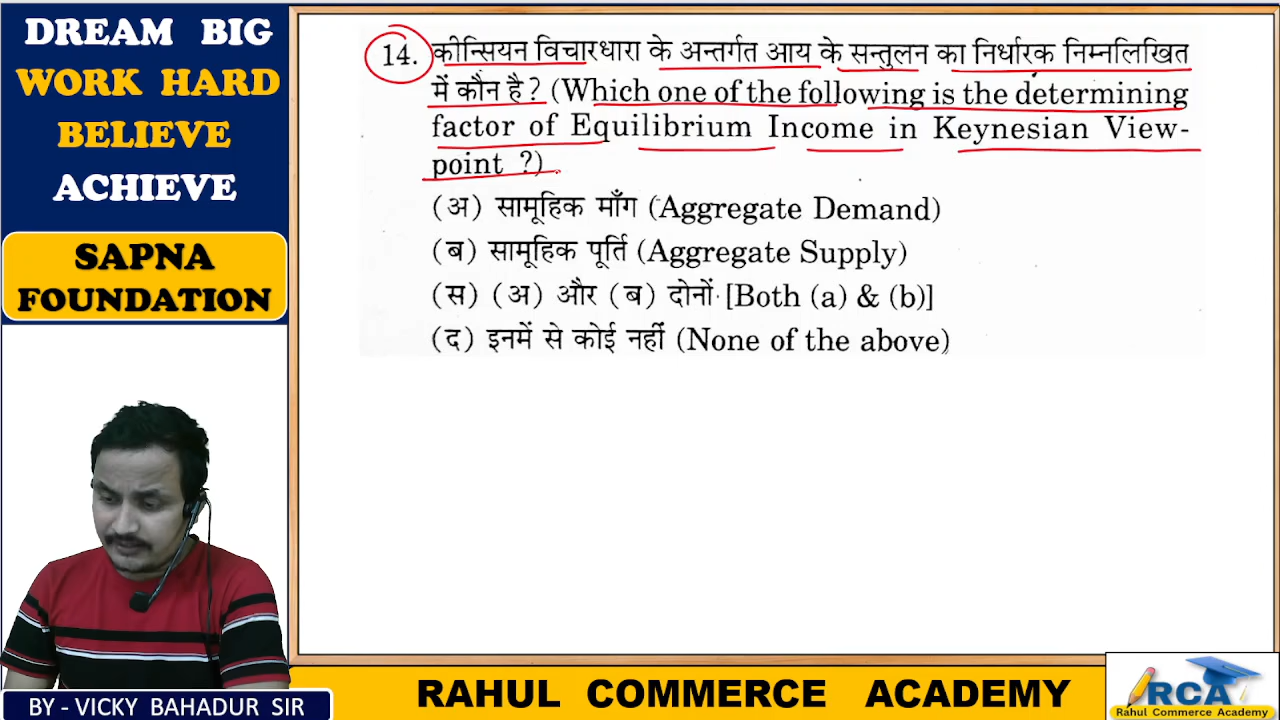 DREAM BIG
WORK HARD
BELIEVE
ACHIEVE
SAPNA
FOUNDATION
14. कीन्सियन विचारधारा के अन्तर्गत आय के सन्तुलन का निर्धारक निम्नलिखित
में कौन है? (Which one of the following is the determining
factor of Equilibrium Income in Keynesian View-
point ?)
(अ) सामूहिक माँग (Aggregate Demand)
(ब) सामूहिक पूर्ति (Aggregate Supply)
(स) (अ) और (ब) दोनों [Both (a) & (b)]
(द) इनमें से कोई नहीं (None of the above)
BY - VICKY BAHADUR SIR
RAHUL COMMERCE ACADEMY
RCA
Rahul Commerce Academy